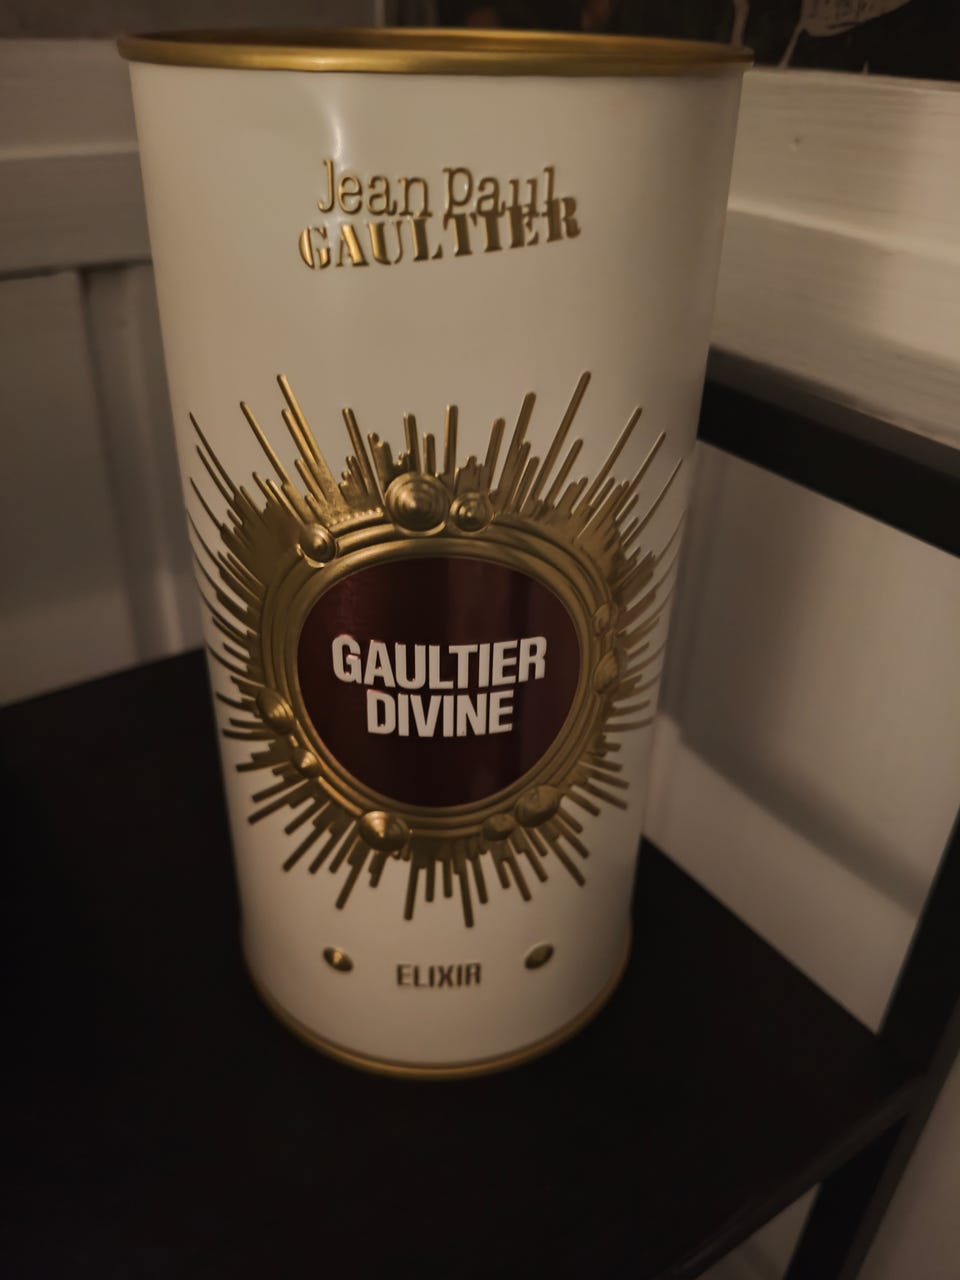 Jean Paul
GAULTIER
GAULTIER
DIVINE
ELIXIR